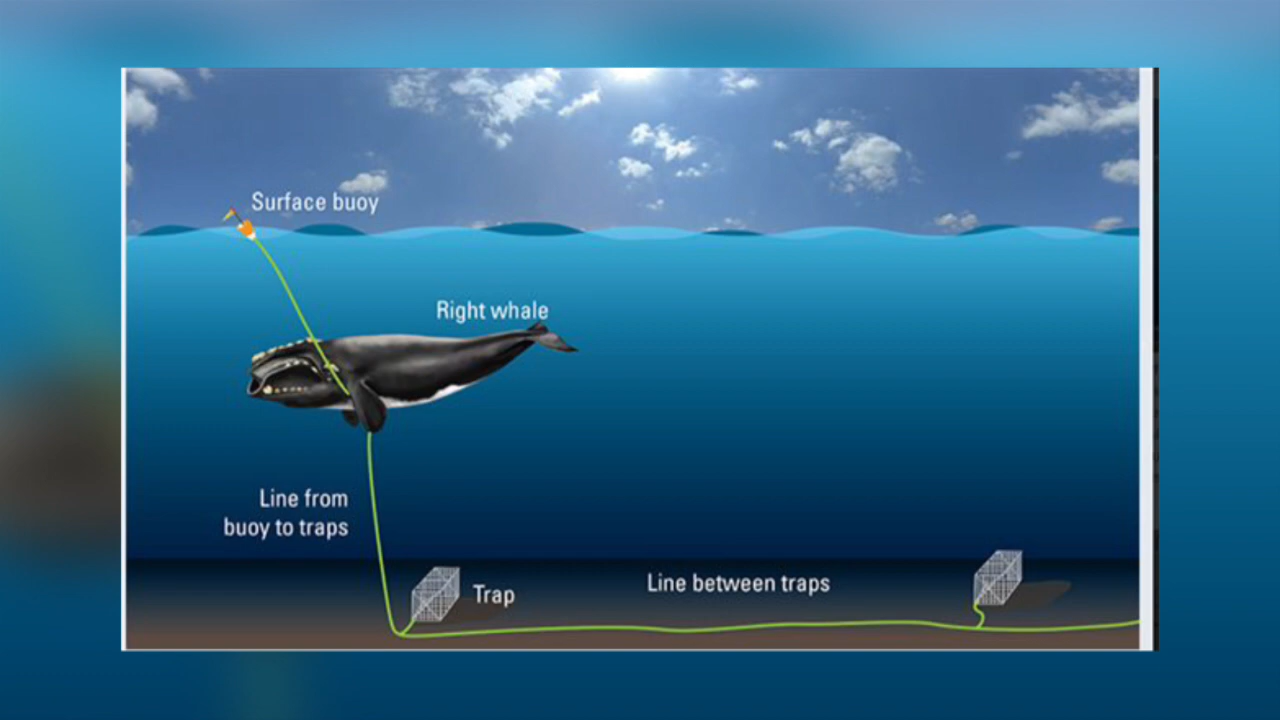 Surface buoy
Right whale
Line from
buoy to traps
Trap
Line between traps